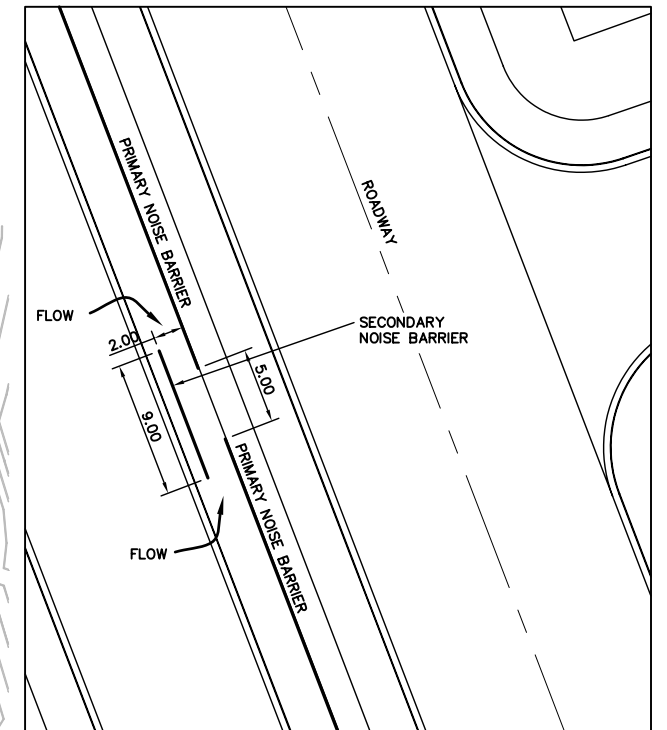 PRIMARY NOISE BARRIER
ROADWAY
FLOW
SECONDARY
NOISE BARRIER
2.00
5.00
9.00
PRIMARY NOISE BARRIER
FLOW